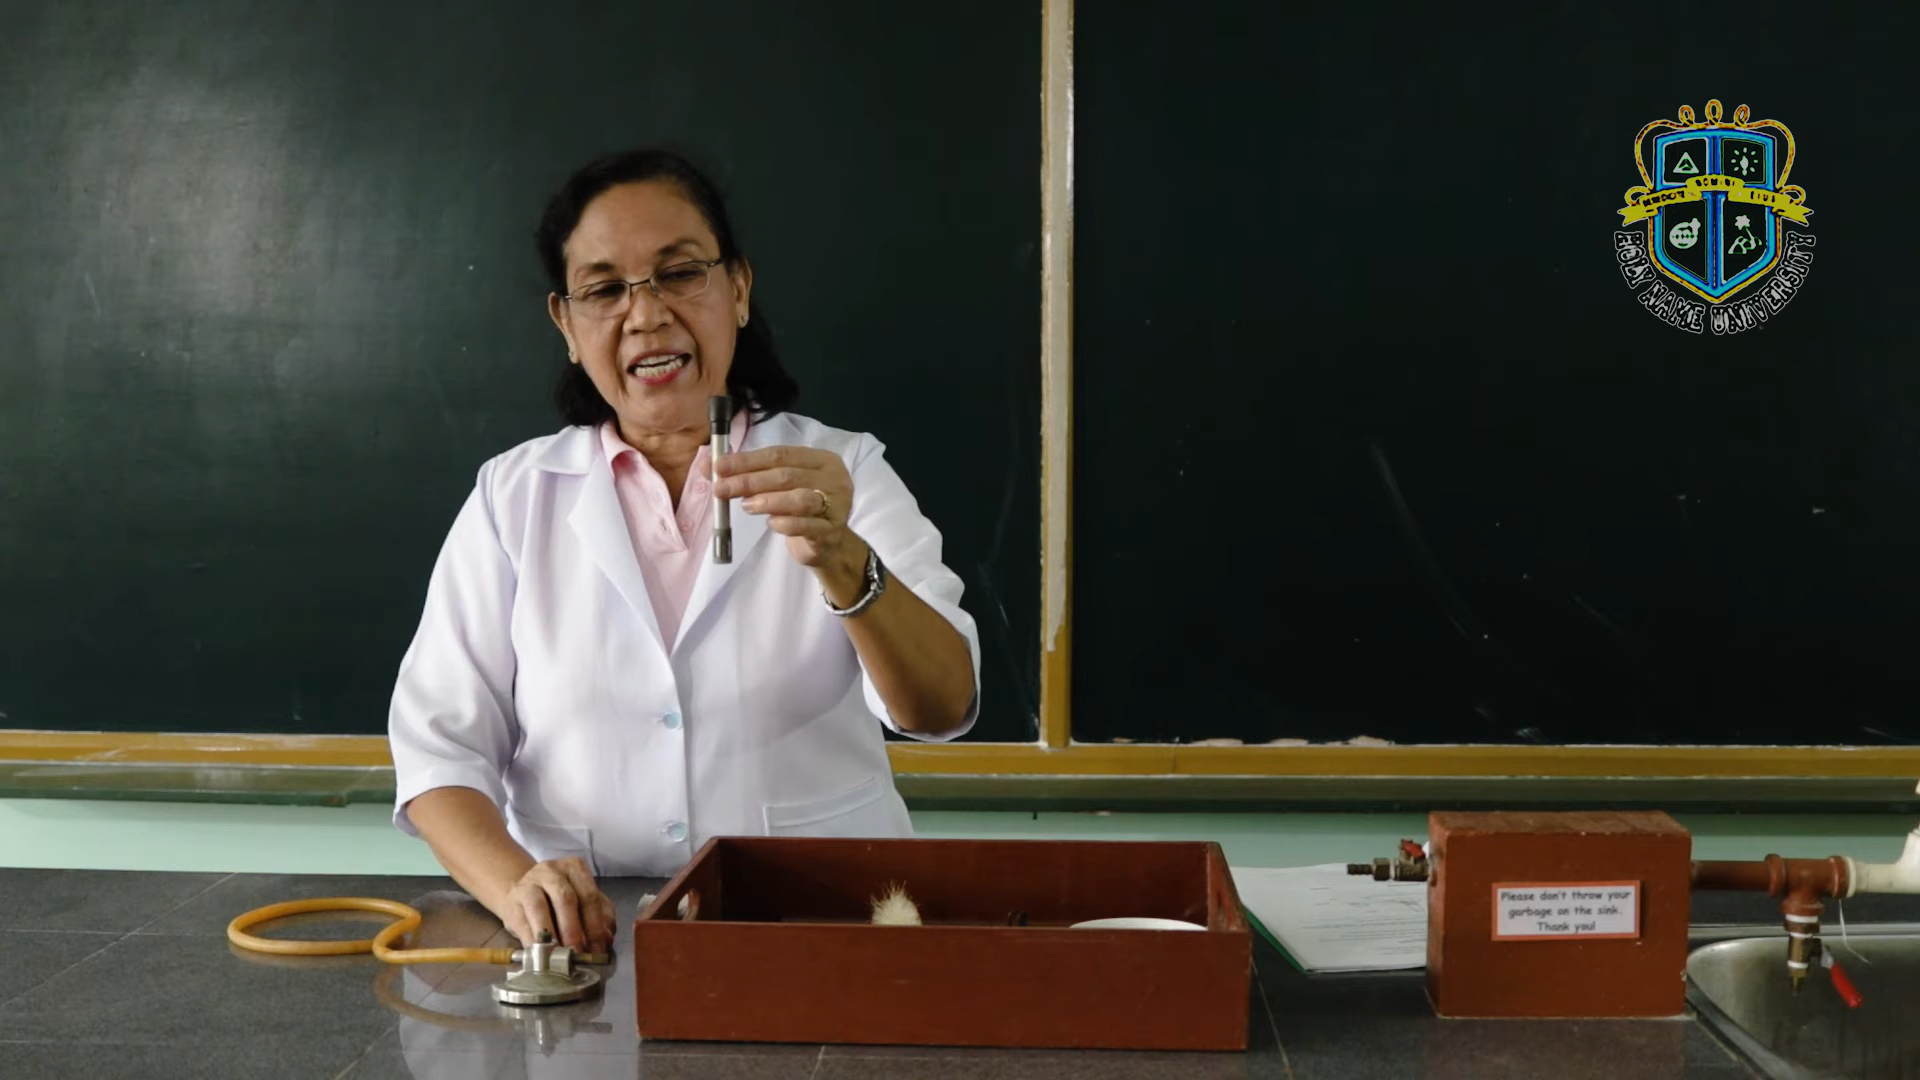 HOLY NAME UNIVERSITY
Please don't throw your
garbage on the sink.
Thank you!